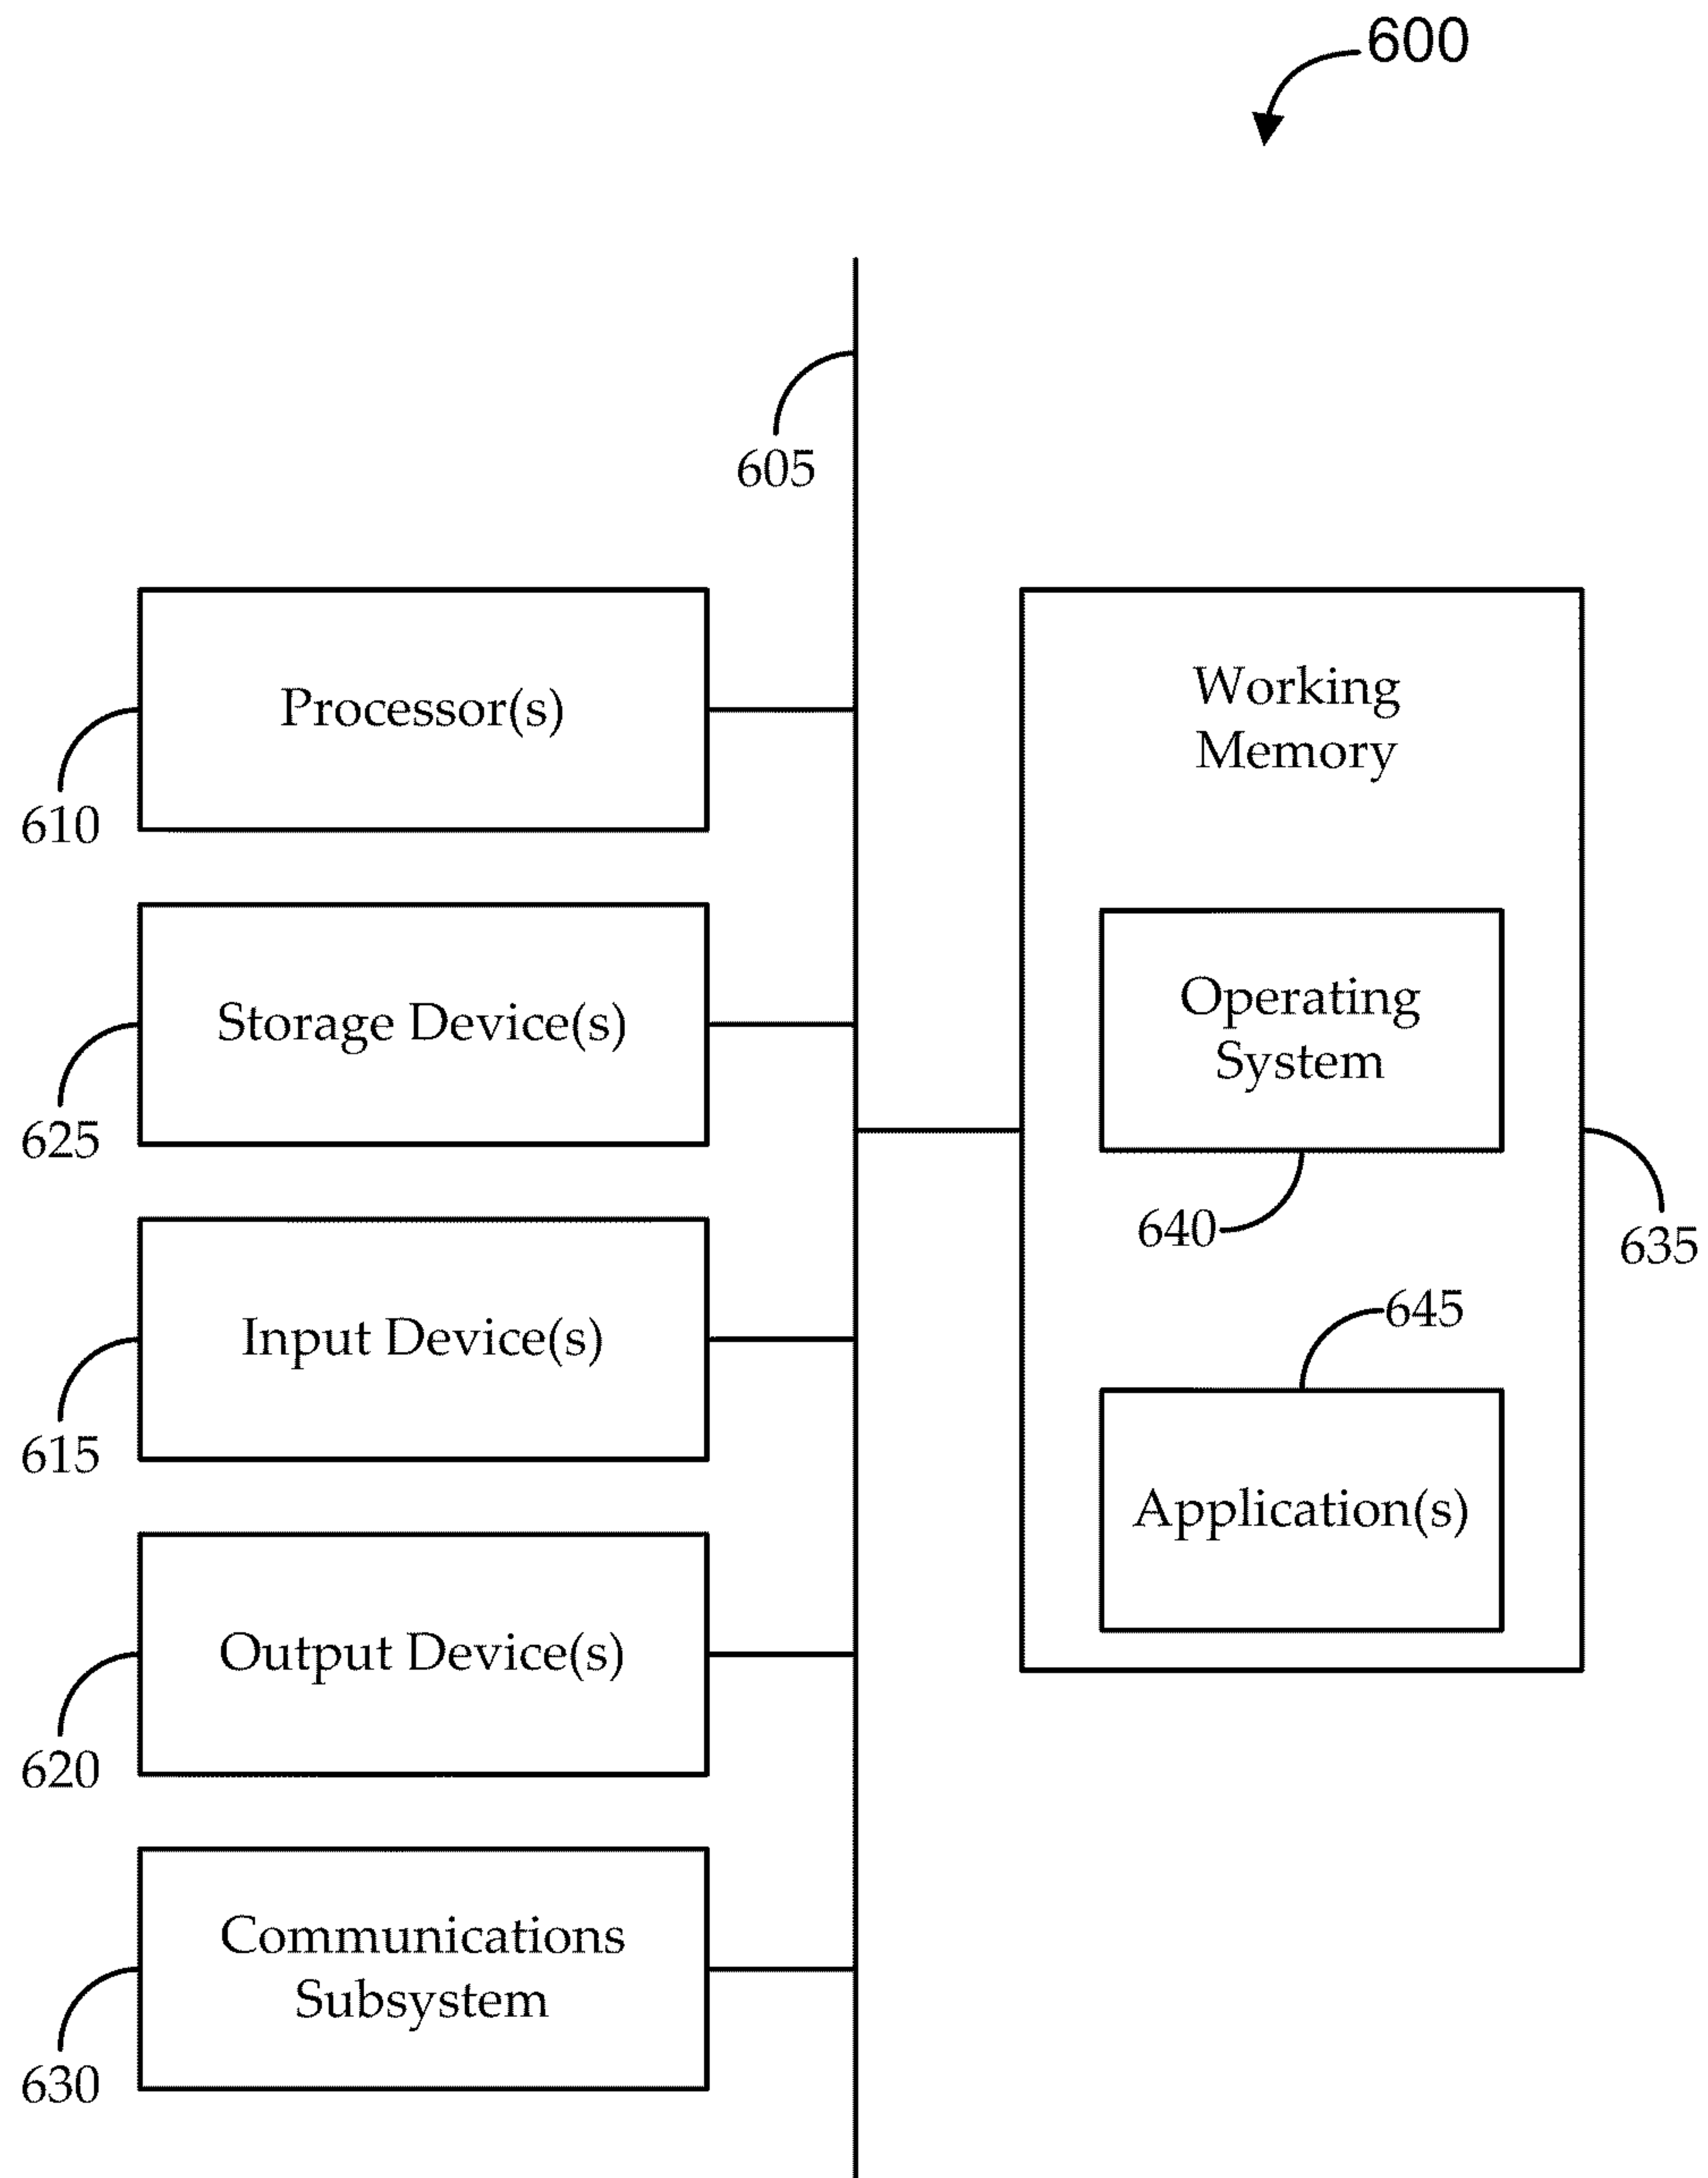 600
605
Processor(s)
610
Storage Device(s)
625
Input Device(s)
615
Output Device(s)
620
Communications
Subsystem
630
Working
Memory
Operating
System
640
635
645
Application(s)